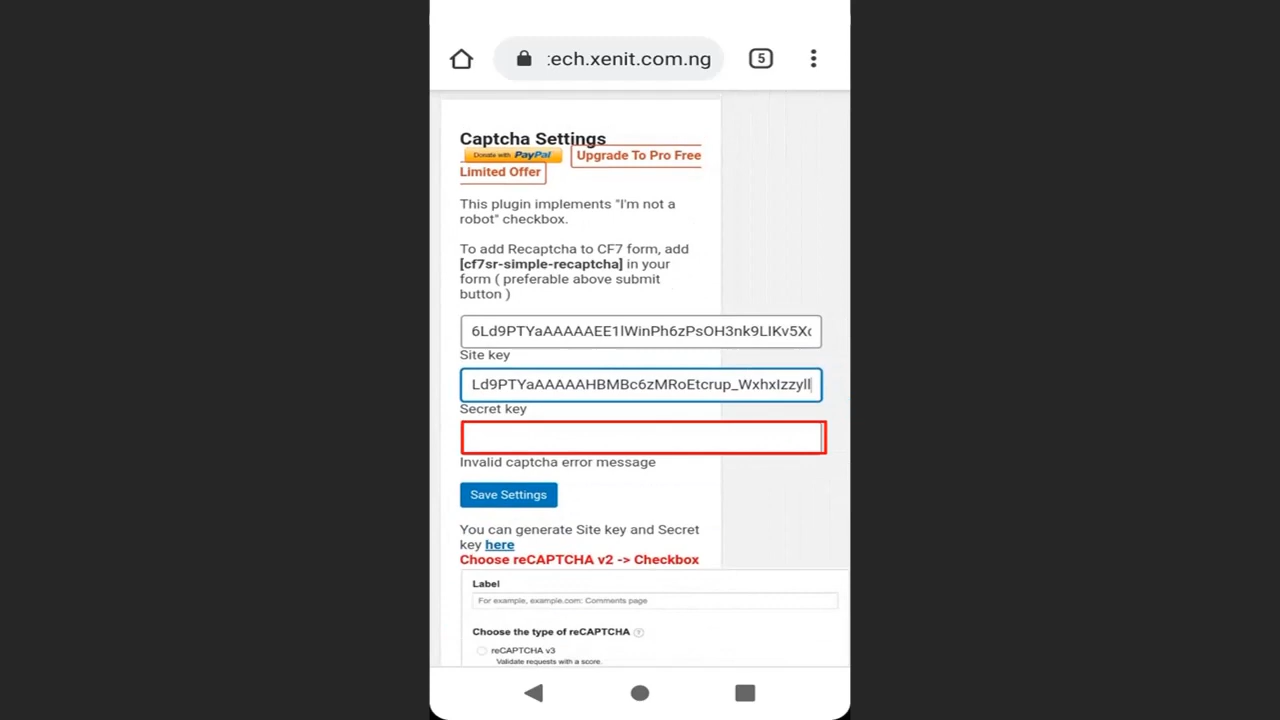 :ech.xenit.com.ng
5
Captcha Settings
Donate with PayPal Upgrade To Pro Free
Limited Offer
This plugin implements "I'm not a
robot" checkbox.
To add Recaptcha to CF7 form, add
[cf7sr-simple-recaptcha] in your
form ( preferable above submit
button )
6Ld9PTYaAAAAAEE1lWinPh6zPsOH3nk9LIKv5Xc
Site key
Ld9PTYaAAAAAHBMBc6zMRoEtcrup_WxhxIzzylI
Secret key
Invalid captcha error message
Save Settings
You can generate Site key and Secret
key here
Choose reCAPTCHA v2 -> Checkbox
Label
For example, example.com: Comments page
Choose the type of reCAPTCHA ?
reCAPTCHA v3
Validate requests with a score.